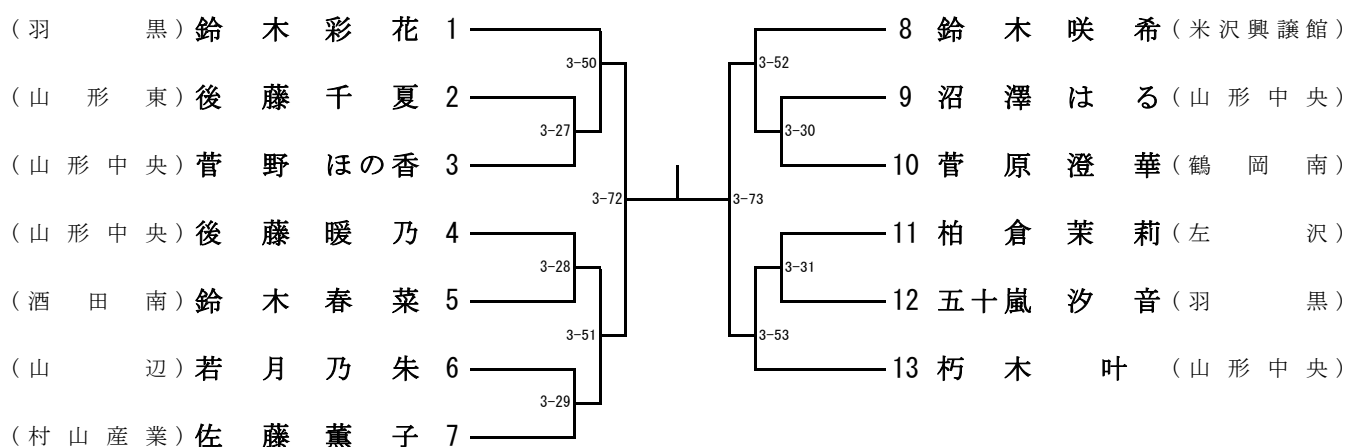 （羽黒）鈴木彩花 1
3-50
（山形東）後藤千夏 2
3-27
（山形中央）菅野ほの香 3
3-72
（山形中央）後藤暖乃 4
3-28
（酒田南）鈴木春菜 5
3-51
（山辺）若月乃朱 6
3-29
（村山産業）佐藤薫子 7
8 鈴木咲希（米沢興譲館）
3-52
9 沼澤はる（山形中央）
3-30
10 菅原澄華（鶴岡南）
3-73
11 柏倉茉莉（左沢）
3-31
12 五十嵐汐音（羽黒）
3-53
13 朽木叶（山形中央）